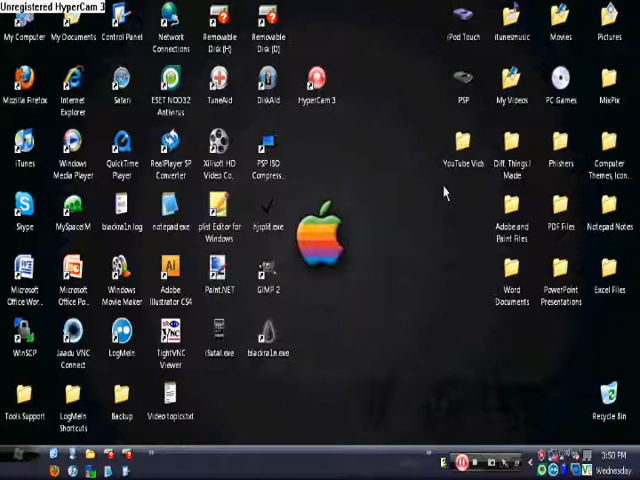 Unregistered HyperCam 3
My Computer
My Documents
Control Panel
Network
Connections
Removable
Disk (H)
Removable
Disk (D)
iPod Touch
itunesmusic
Movies
Pictures
Mozilla Firefox
Internet
Explorer
Safari
ESET NOD32
Antivirus
TuneAid
DiskAid
HyperCam 3
PSP
My Videos
PC Games
MixPix
iTunes
Windows
Media Player
QuickTime
Player
RealPlayer SP
Converter
Xilisoft HD
Video Co..
PSP ISO
Compress..
YouTube Vids
Diff. Things I
Made
Phishers
Computer
Themes, Icon..
Skype
MySpaceIM
blackra1n.log
notepad.exe
plist Editor for
Windows
hjsplit.exe
Adobe and
Paint Files
PDF Files
Notepad Notes
Microsoft
Office Wor...
Microsoft
Office Po...
Windows
Movie Maker
Adobe
Illustrator CS4
Paint.NET
GIMP 2
Word
Documents
PowerPoint
Presentations
Excel Files
WinSCP
Jaadu VNC
Connect
LogMeIn
TightVNC
Viewer
iSutal.exe
blackra1n.exe
Tools Support
LogMeIn
Shortcuts
Backup
Video topics.txt
Recycle Bin
3:50 PM
Wednesday